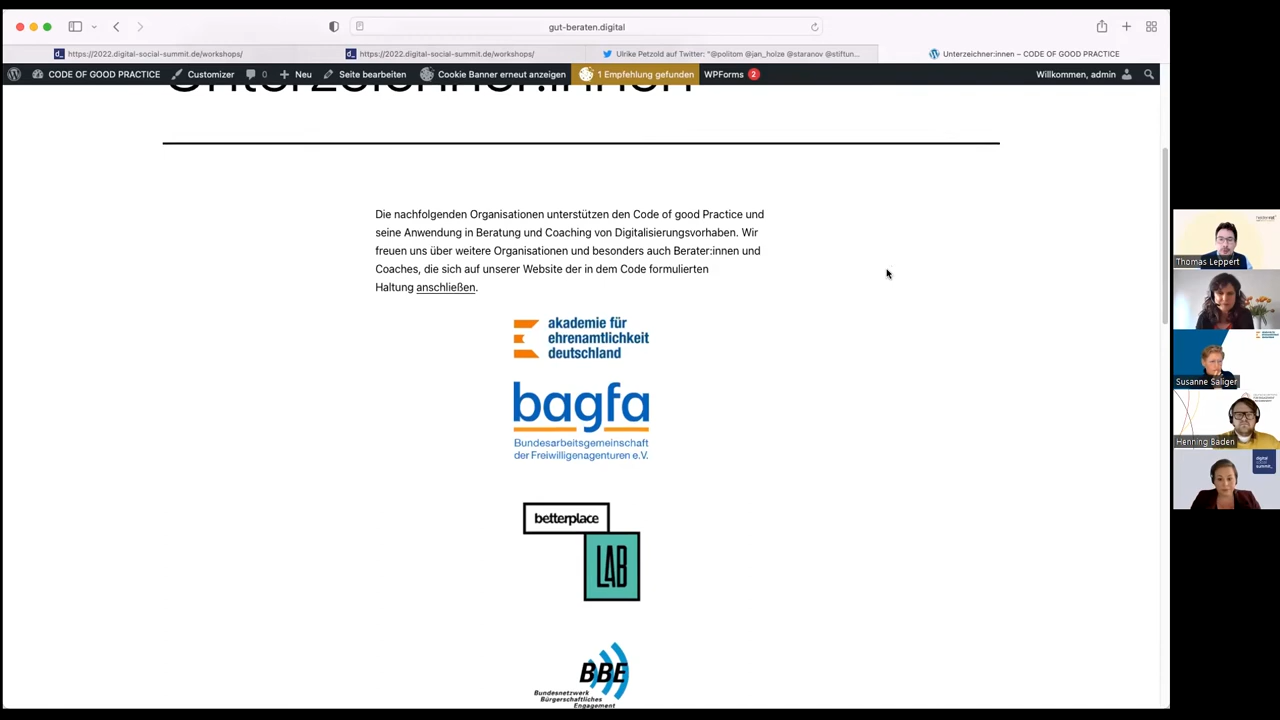 gut-beraten.digital
https://2022.digital-social-summit.de/workshops/
https://2022.digital-social-summit.de/workshops/
Ulrike Petzold auf Twitter: "@politom @jan_holze @staranov @stiftun...
Unterzeichner:innen – CODE OF GOOD PRACTICE
CODE OF GOOD PRACTICE
Customizer
0
Neu
Seite bearbeiten
Cookie Banner erneut anzeigen
1 Empfehlung gefunden
WPForms 2
Willkommen, admin
Unterzeichner:innen
Die nachfolgenden Organisationen unterstützen den Code of good Practice und
seine Anwendung in Beratung und Coaching von Digitalisierungsvorhaben. Wir
freuen uns über weitere Organisationen und besonders auch Berater:innen und
Coaches, die sich auf unserer Website der in dem Code formulierten
Haltung anschließen.
akademie für
ehrenamtlichkeit
deutschland
bagfa
Bundesarbeitsgemeinschaft
der Freiwilligenagenturen e.V.
betterplace
LAB
BBE
Bundesnetzwerk
Bürgerschaftliches
Engagement
Thomas Leppert
Susanne Saliger
Henning Baden
digital
social
summit_